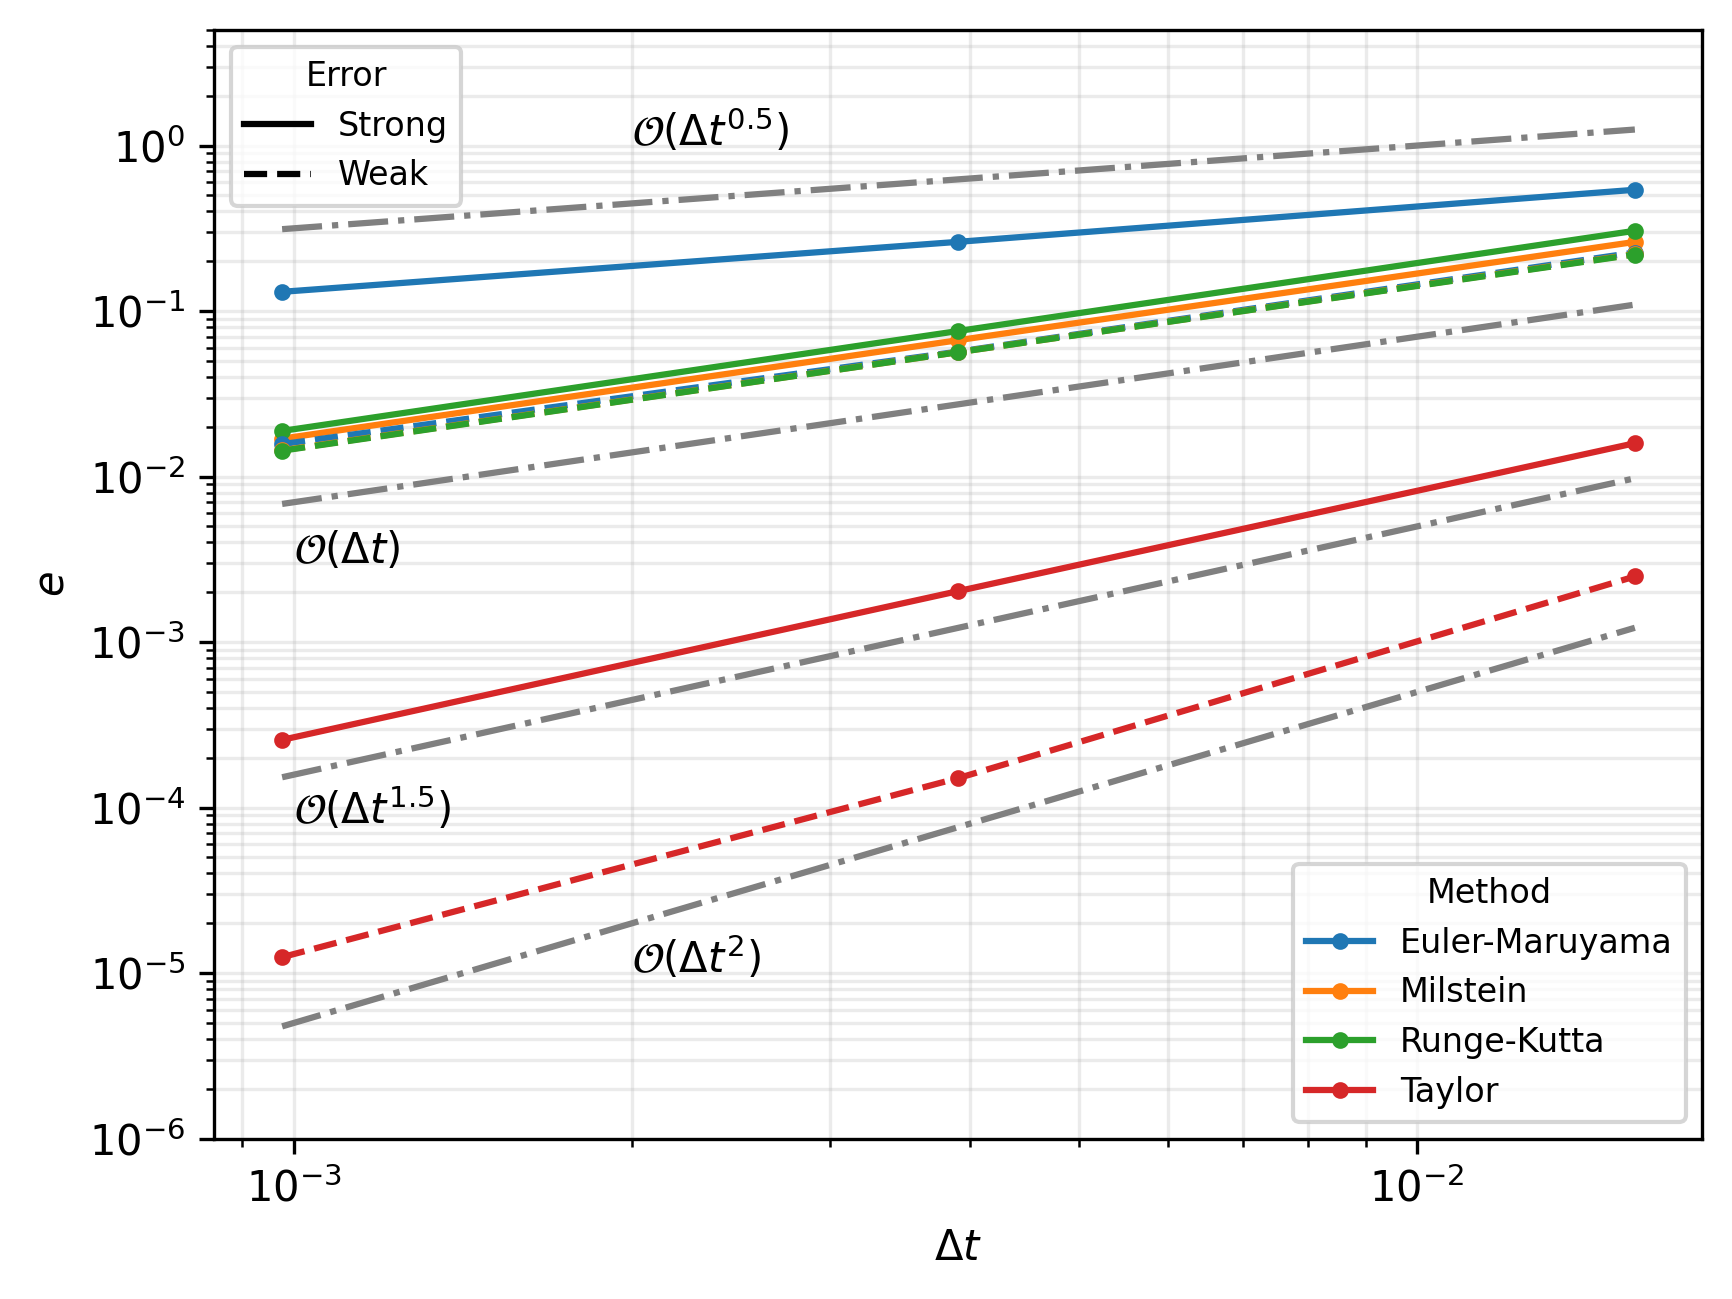 Error
Strong
Weak
𝒪(Δt^0.5)
10^0
10^-1
10^-2
𝒪(Δt)
e
10^-3
𝒪(Δt^1.5)
10^-4
Method
𝒪(Δt^2)
Euler-Maruyama
10^-5
Milstein
Runge-Kutta
Taylor
10^-6
10^-3 10^-2
Δt